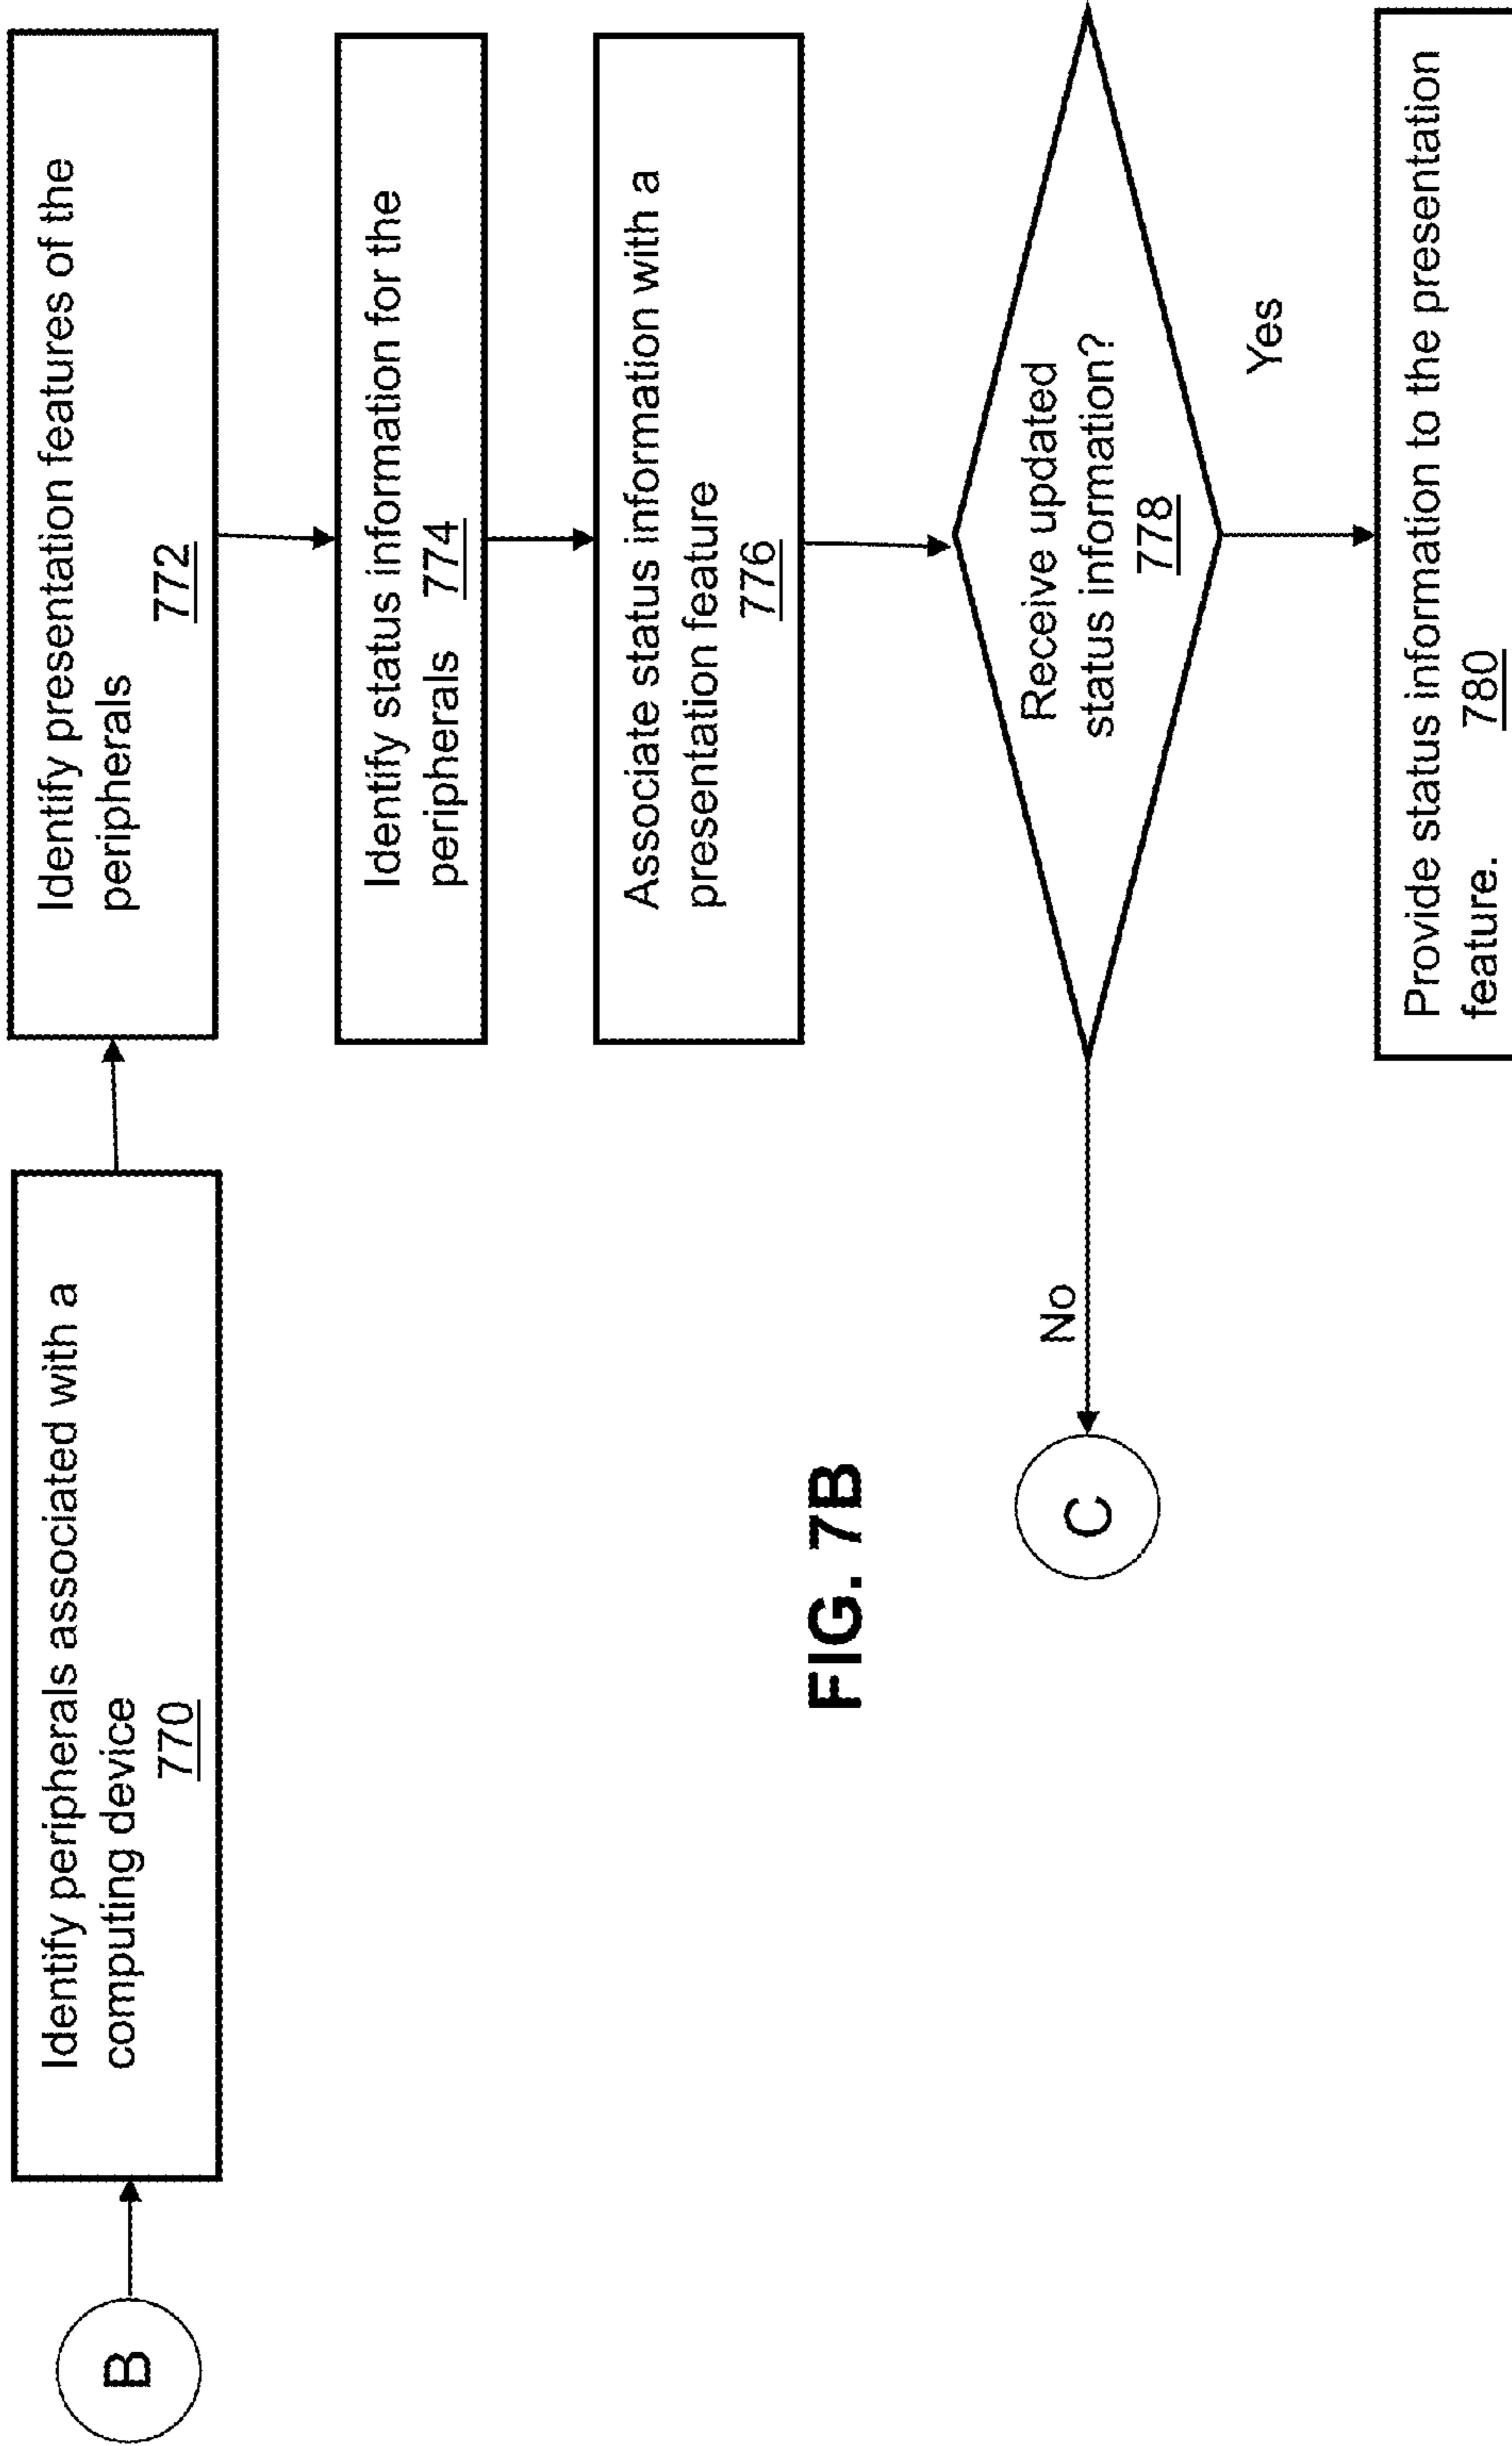 B
Identify peripherals associated with a
computing device
770
Identify presentation features of the
peripherals
772
Identify status information for the
peripherals 774
Associate status information with a
presentation feature
776
Receive updated
status information?
778
No
C
Yes
Provide status information to the presentation
feature.
780
FIG. 7B